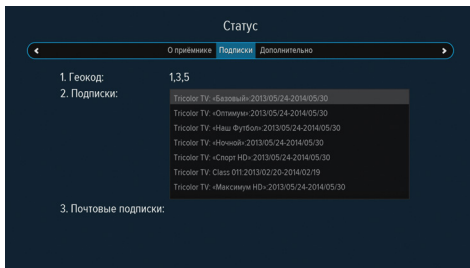 Статус
О приёмнике Подписки Дополнительно
1. Геокод: 1,3,5
2. Подписки:
Tricolor TV: «Базовый»:2013/05/24-2014/05/30
Tricolor TV: «Оптимум»:2013/05/24-2014/05/30
Tricolor TV: «Наш Футбол»:2013/05/24-2014/05/30
Tricolor TV: «Ночной»:2013/05/24-2014/05/30
Tricolor TV: «Спорт HD»:2013/05/24-2014/05/30
Tricolor TV: Class 011:2013/02/20-2014/02/19
Tricolor TV: «Максимум HD»:2013/05/24-2014/05/30
3. Почтовые подписки: